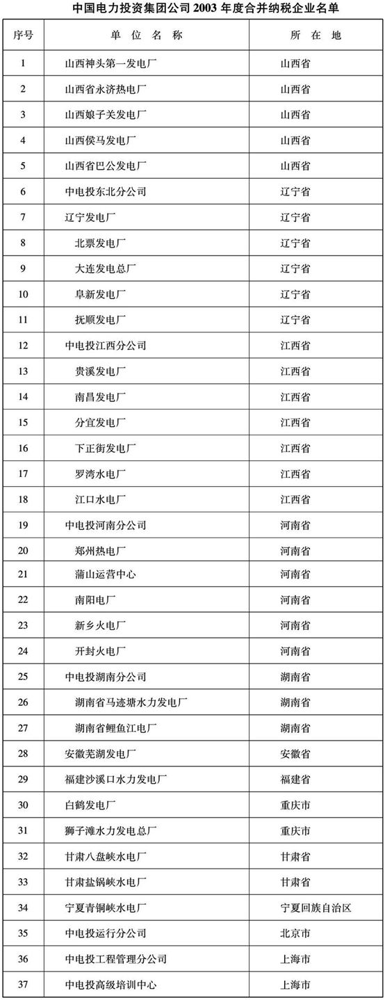 中国电力投资集团公司2003年度合并纳税企业名单
序号 单位名称 所在地
1 山西神头第一发电厂 山西省
2 山西省永济热电厂 山西省
3 山西娘子关发电厂 山西省
4 山西侯马发电厂 山西省
5 山西省巴公发电厂 山西省
6 中电投东北分公司 辽宁省
7 辽宁发电厂 辽宁省
8 北票发电厂 辽宁省
9 大连发电总厂 辽宁省
10 阜新发电厂 辽宁省
11 抚顺发电厂 辽宁省
12 中电投江西分公司 江西省
13 贵溪发电厂 江西省
14 南昌发电厂 江西省
15 分宜发电厂 江西省
16 下正街发电厂 江西省
17 罗湾水电厂 江西省
18 江口水电厂 江西省
19 中电投河南分公司 河南省
20 郑州热电厂 河南省
21 蒲山运营中心 河南省
22 南阳电厂 河南省
23 新乡火电厂 河南省
24 开封火电厂 河南省
25 中电投湖南分公司 湖南省
26 湖南省马迹塘水力发电厂 湖南省
27 湖南省鲤鱼江电厂 湖南省
28 安徽芜湖发电厂 安徽省
29 福建沙溪口水力发电厂 福建省
30 白鹤发电厂 重庆市
31 狮子滩水力发电总厂 重庆市
32 甘肃八盘峡水电厂 甘肃省
33 甘肃盐锅峡水电厂 甘肃省
34 宁夏青铜峡水电厂 宁夏回族自治区
35 中电投运行分公司 北京市
36 中电投工程管理分公司 上海市
37 中电投高级培训中心 上海市